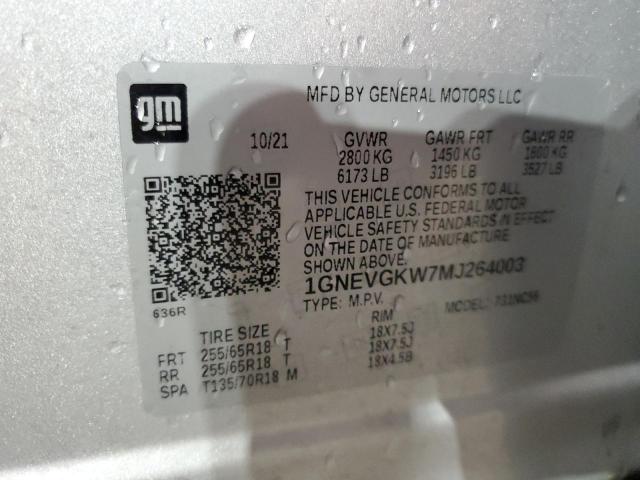 gm
MFD BY GENERAL MOTORS LLC
10/21 GVWR GAWR FRT GAWR RR
2800 KG 1450 KG 1600 KG
6173 LB 3196 LB 3527 LB
THIS VEHICLE CONFORMS TO ALL
APPLICABLE U.S. FEDERAL MOTOR
VEHICLE SAFETY STANDARDS IN EFFECT
ON THE DATE OF MANUFACTURE
SHOWN ABOVE.
1GNEVGKW7MJ264003
TYPE: M.P.V. MODEL:
636R
TIRE SIZE RIM
FRT 255/65R18 T 18X7.5J
RR 255/65R18 T 18X7.5J
SPA T135/70R18 M 18X4.5B